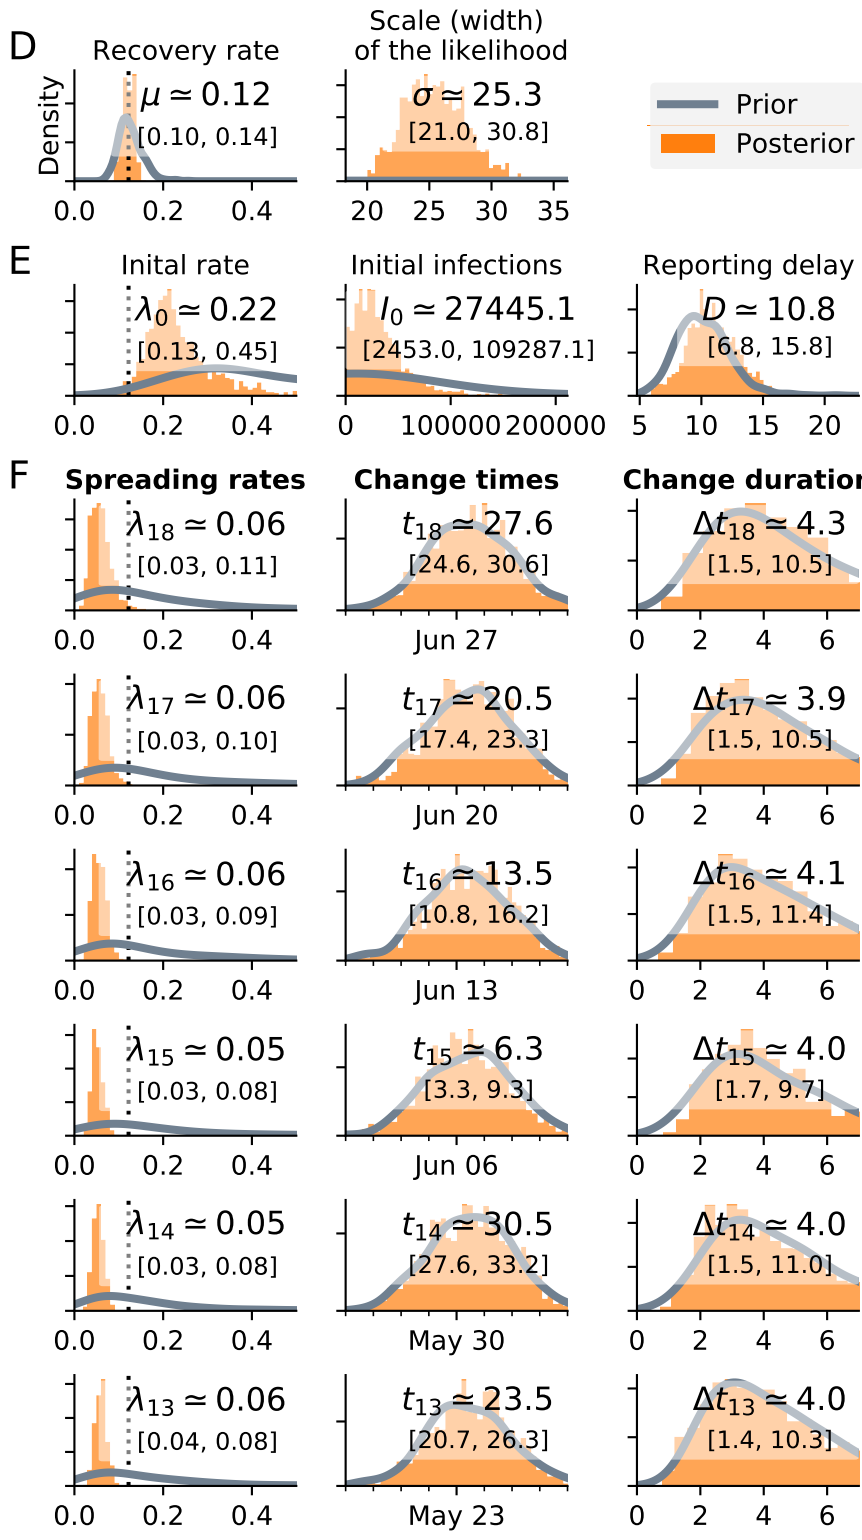 D
Recovery rate
Density
μ ≃ 0.12
[0.10, 0.14]
0.0 0.2 0.4
Scale (width)
of the likelihood
σ ≃ 25.3
[21.0, 30.8]
20 25 30 35
Prior
Posterior
E
Inital rate
λ0 ≃ 0.22
[0.13, 0.45]
0.0 0.2 0.4
Initial infections
I0 ≃ 27445.1
[2453.0, 109287.1]
0 100000 200000
Reporting delay
D ≃ 10.8
[6.8, 15.8]
5 10 15 20
F
Spreading rates
Change times
Change duration
λ18 ≃ 0.06
[0.03, 0.11]
0.0 0.2 0.4
t18 ≃ 27.6
[24.6, 30.6]
Jun 27
Δt18 ≃ 4.3
[1.5, 10.5]
0 2 4 6
λ17 ≃ 0.06
[0.03, 0.10]
0.0 0.2 0.4
t17 ≃ 20.5
[17.4, 23.3]
Jun 20
Δt17 ≃ 3.9
[1.5, 10.5]
0 2 4 6
λ16 ≃ 0.06
[0.03, 0.09]
0.0 0.2 0.4
t16 ≃ 13.5
[10.8, 16.2]
Jun 13
Δt16 ≃ 4.1
[1.5, 11.4]
0 2 4 6
λ15 ≃ 0.05
[0.03, 0.08]
0.0 0.2 0.4
t15 ≃ 6.3
[3.3, 9.3]
Jun 06
Δt15 ≃ 4.0
[1.7, 9.7]
0 2 4 6
λ14 ≃ 0.05
[0.03, 0.08]
0.0 0.2 0.4
t14 ≃ 30.5
[27.6, 33.2]
May 30
Δt14 ≃ 4.0
[1.5, 11.0]
0 2 4 6
λ13 ≃ 0.06
[0.04, 0.08]
0.0 0.2 0.4
t13 ≃ 23.5
[20.7, 26.3]
May 23
Δt13 ≃ 4.0
[1.4, 10.3]
0 2 4 6